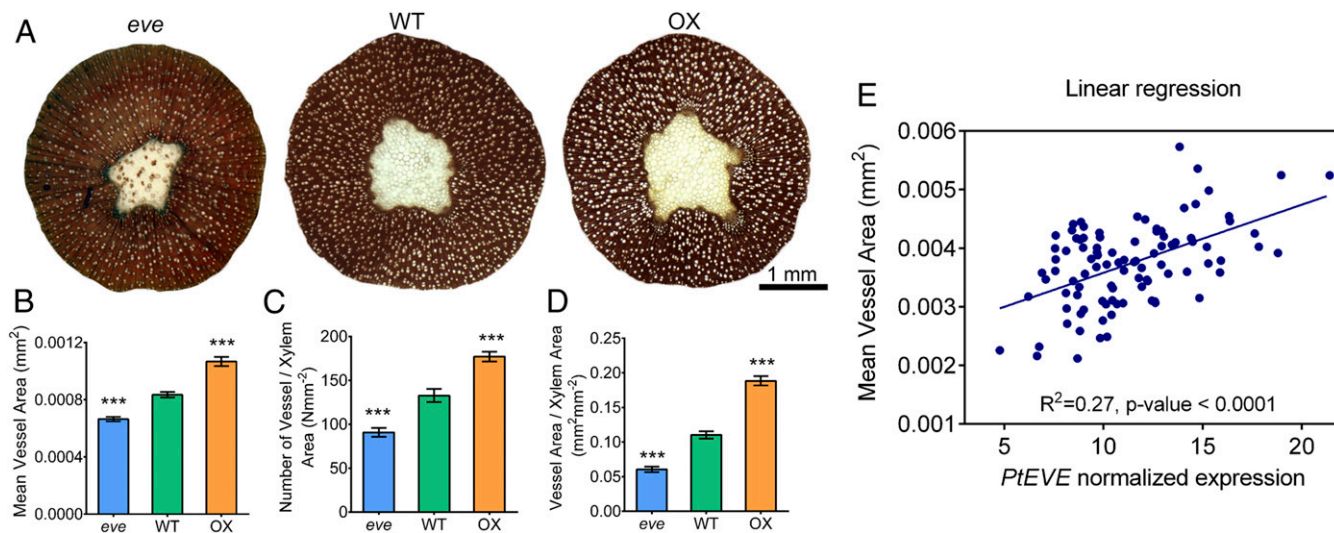 A
eve
WT
OX
1 mm
B
Mean Vessel Area (mm²)
0.0012
0.0008
0.0004
0.0000
***
***
eve
WT
OX
C
Number of Vessel / Xylem
Area (Nmm⁻²)
200
150
100
50
0
***
***
eve
WT
OX
D
Vessel Area / Xylem Area
(mm²mm⁻²)
0.25
0.20
0.15
0.10
0.05
0.00
***
***
eve
WT
OX
E
Linear regression
Mean Vessel Area (mm²)
0.006
0.005
0.004
0.003
0.002
0.001
R²=0.27, p-value < 0.0001
5
10
15
20
PtEVE normalized expression